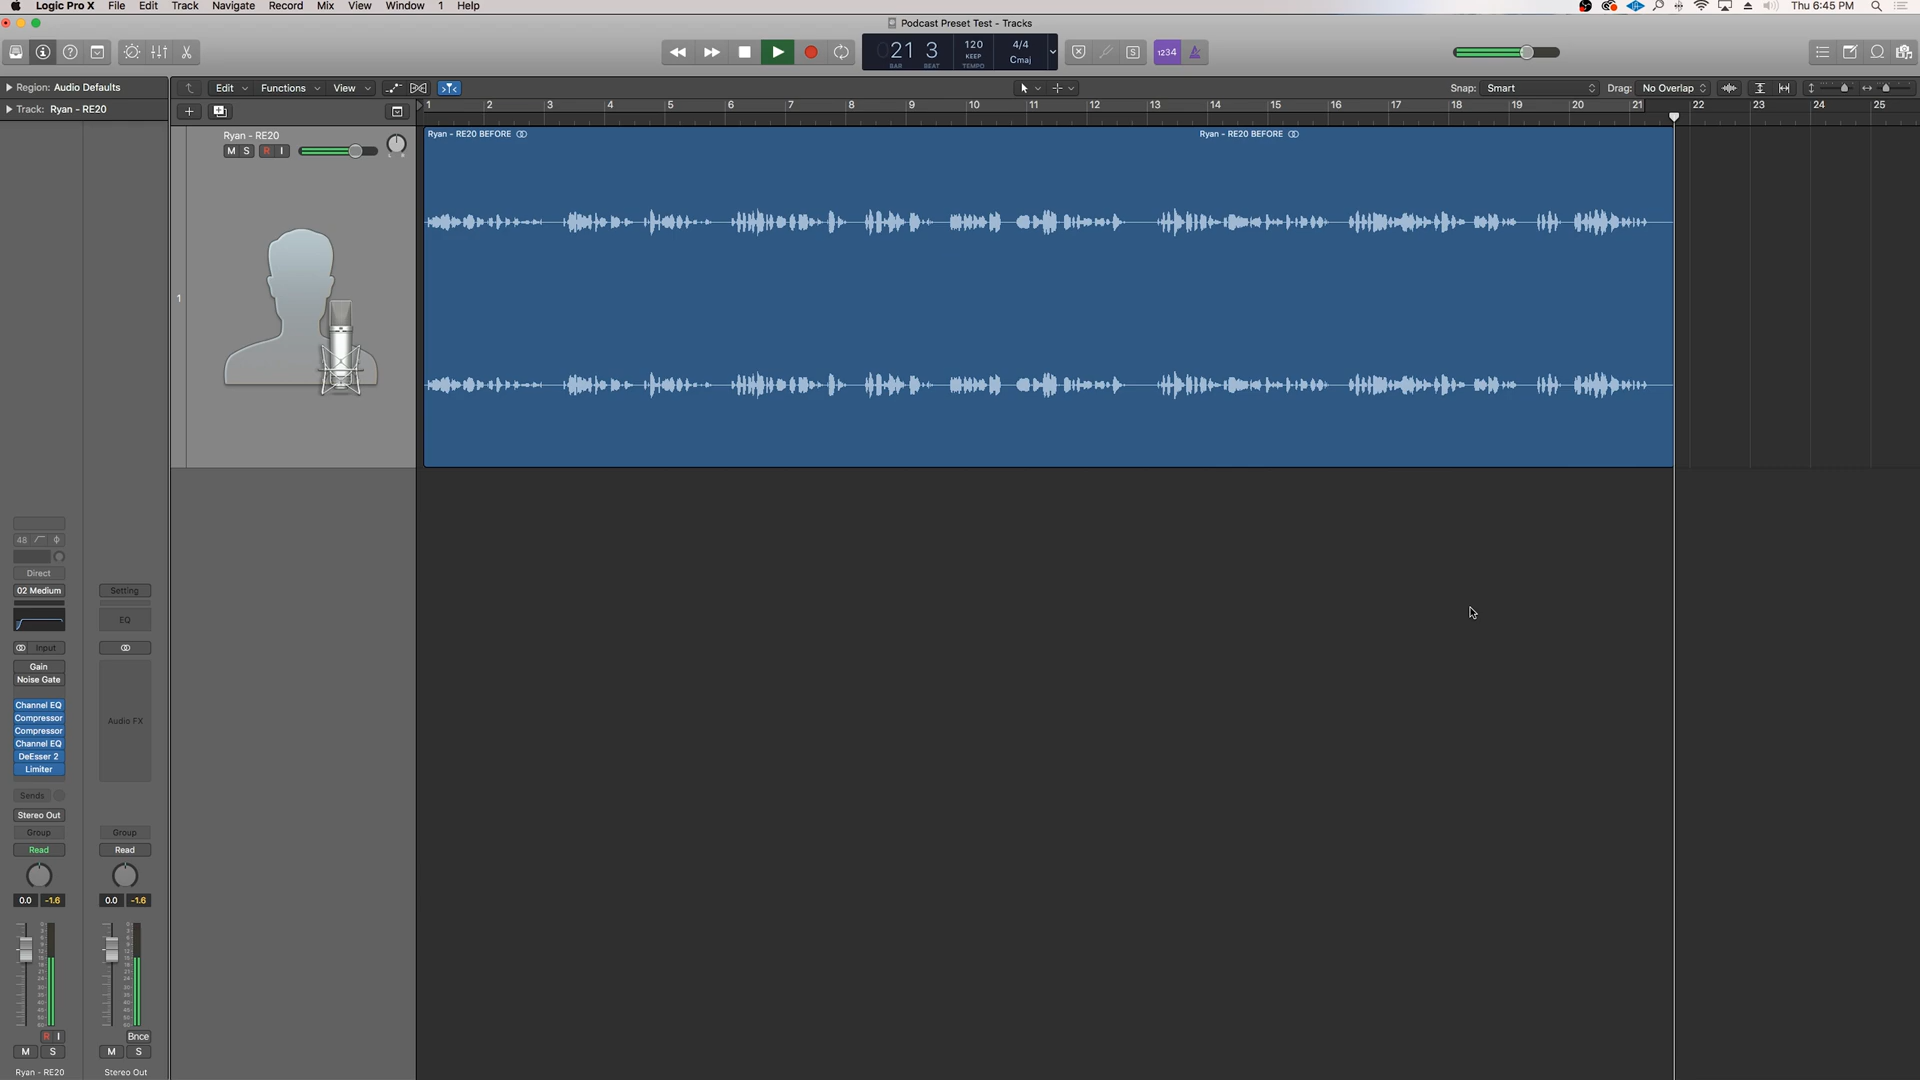 Logic Pro X File Edit Track Navigate Record Mix View Window 1 Help Thu 6:45 PM
Podcast Preset Test - Tracks
21 3 120 4/4
KEEP Cmaj
BAR BEAT TEMPO
1234
Region: Audio Defaults
Edit Functions View Snap: Smart Drag: No Overlap
Track: Ryan - RE20
1 2 3 4 5 6 7 8 9 10 11 12 13 14 15 16 17 18 19 20 21 22 23 24 25
Ryan - RE20
M S R I
Ryan - RE20 BEFORE Ryan - RE20 BEFORE
1
48
Direct
02 Medium Setting
EQ
Input
Gain
Noise Gate
Channel EQ
Compressor
Audio FX
Compressor
Channel EQ
DeEsser 2
Limiter
Sends
Stereo Out
Group Group
Read Read
0.0 -1.6 0.0 -1.6
R I Bnce
M S M S
Ryan - RE20 Stereo Out